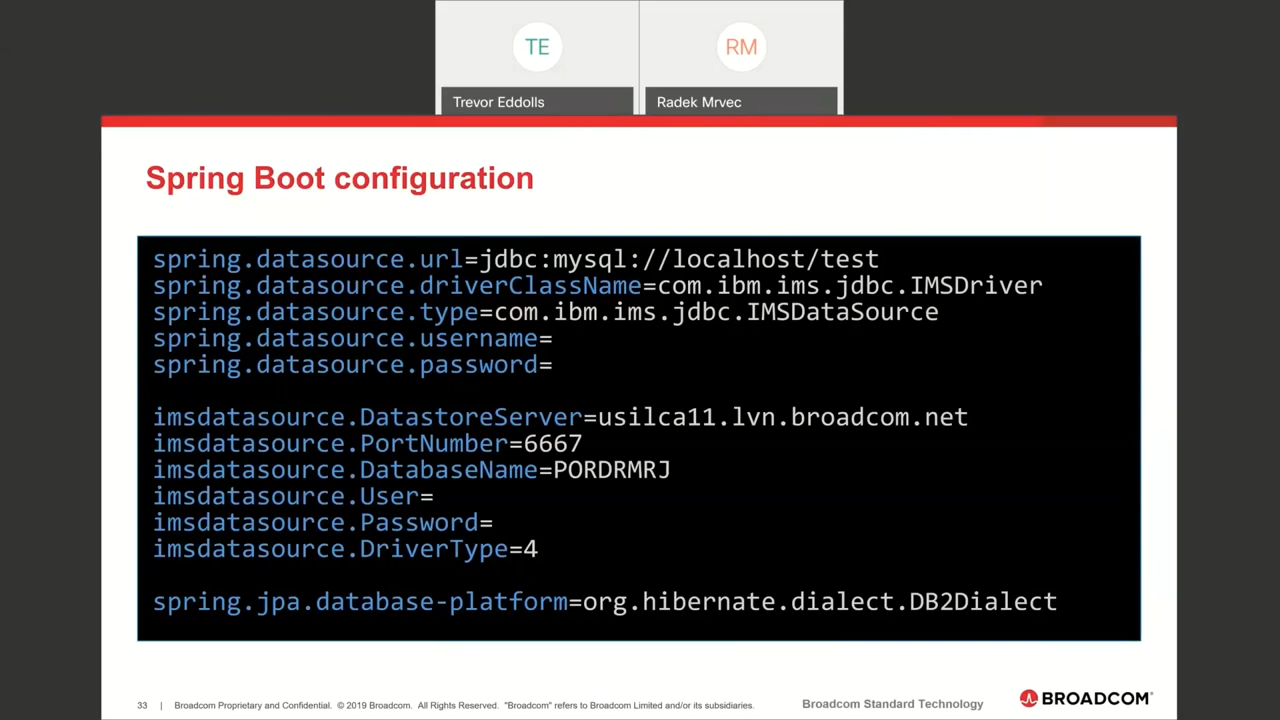 TE
RM
Trevor Eddolls
Radek Mrvec
Spring Boot configuration
spring.datasource.url=jdbc:mysql://localhost/test
spring.datasource.driverClassName=com.ibm.ims.jdbc.IMSDriver
spring.datasource.type=com.ibm.ims.jdbc.IMSDataSource
spring.datasource.username=
spring.datasource.password=
imsdatasource.DatastoreServer=usilca11.lvn.broadcom.net
imsdatasource.PortNumber=6667
imsdatasource.DatabaseName=PORDRMRJ
imsdatasource.User=
imsdatasource.Password=
imsdatasource.DriverType=4
spring.jpa.database-platform=org.hibernate.dialect.DB2Dialect
33 | Broadcom Proprietary and Confidential. © 2019 Broadcom. All Rights Reserved. "Broadcom" refers to Broadcom Limited and/or its subsidiaries.
Broadcom Standard Technology
BROADCOM®